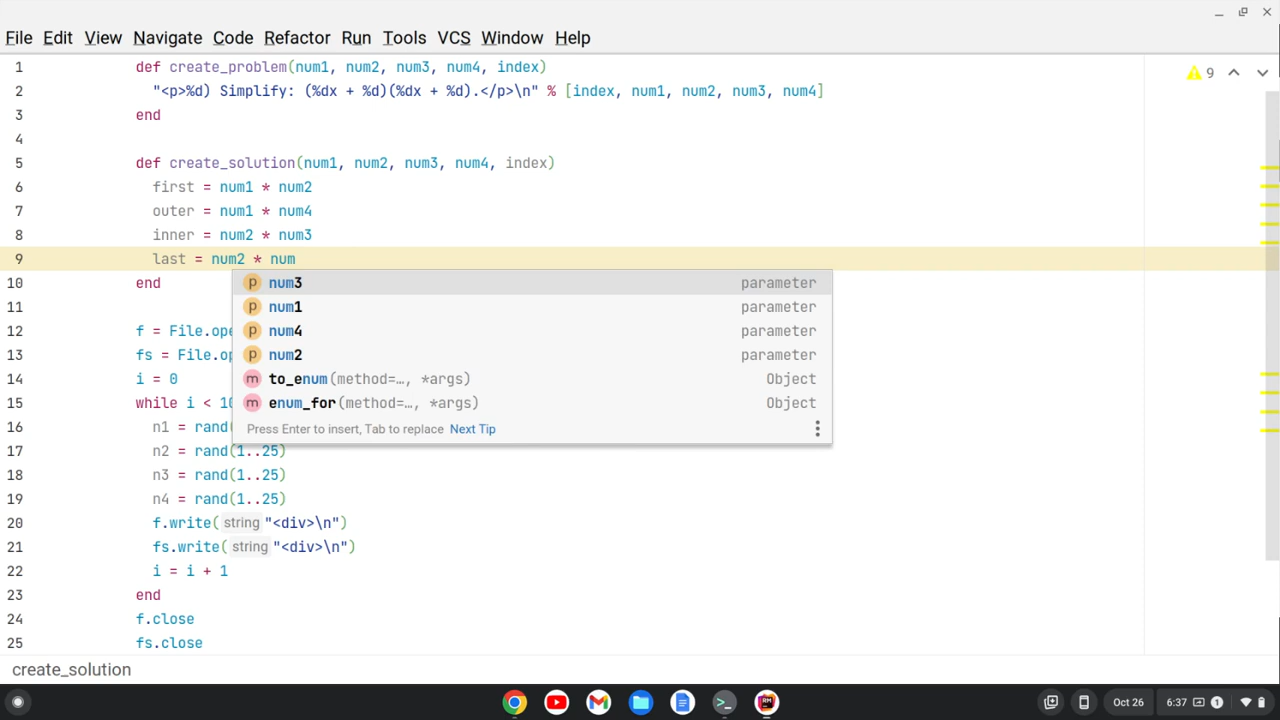 File Edit View Navigate Code Refactor Run Tools VCS Window Help
1 def create_problem(num1, num2, num3, num4, index) 9
2 "<p>%d) Simplify: (%dx + %d)(%dx + %d).</p>\n" % [index, num1, num2, num3, num4]
3 end
4
5 def create_solution(num1, num2, num3, num4, index)
6 first = num1 * num2
7 outer = num1 * num4
8 inner = num2 * num3
9 last = num2 * num
10 end num3 parameter
11 num1 parameter
12 f = File.ope num4 parameter
13 fs = File.op num2 parameter
14 i = 0 to_enum(method=…, *args) Object
15 while i < 10 enum_for(method=…, *args) Object
16 n1 = rand( Press Enter to insert, Tab to replace Next Tip
17 n2 = rand(1..25)
18 n3 = rand(1..25)
19 n4 = rand(1..25)
20 f.write( string "<div>\n")
21 fs.write( string "<div>\n")
22 i = i + 1
23 end
24 f.close
25 fs.close
create_solution
Oct 26 6:37 1